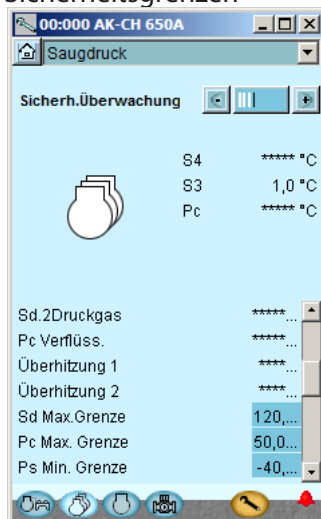 Sicherheitsgrenzen
00:000 AK-CH 650A
Saugdruck
Sicherh.Überwachung
S4 ***** °C
S3 1,0 °C
Pc ***** °C
Sd.2Druckgas *****...
Pc Verflüss. *****...
Überhitzung 1 ****...
Überhitzung 2 ****...
Sd Max.Grenze 120,...
Pc Max. Grenze 50,0...
Ps Min. Grenze -40,...